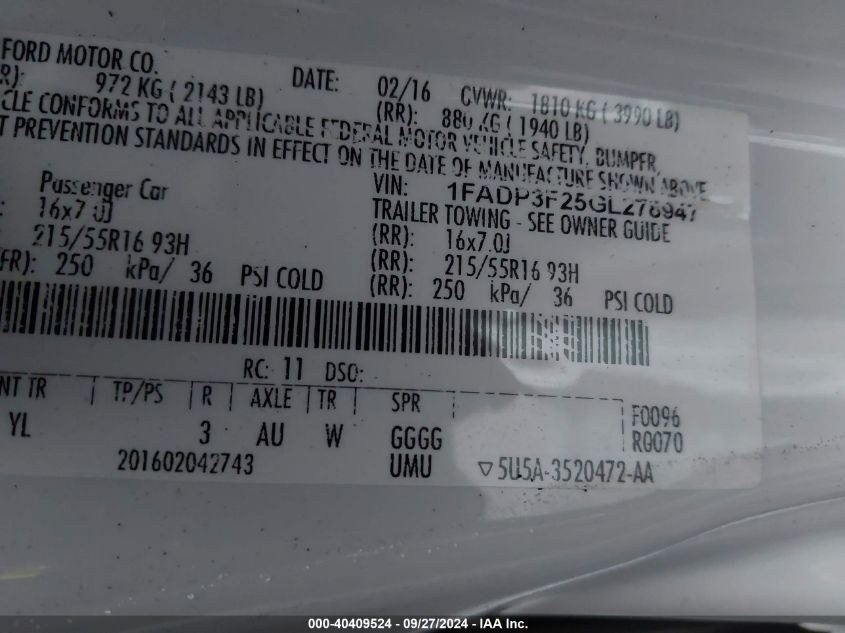 FORD MOTOR CO.
DATE: 02/16 GVWR: 1810 KG ( 3990 LB)
R): 972 KG ( 2143 LB) (RR): 880 KG ( 1940 LB)
CLE CONFORMS TO ALL APPLICABLE FEDERAL MOTOR VEHICLE SAFETY, BUMPER,
T PREVENTION STANDARDS IN EFFECT ON THE DATE OF MANUFACTURE SHOWN ABOVE
VIN: 1FADP3F25GL278947
Passenger Car TRAILER TOWING - SEE OWNER GUIDE
: 16x7.0J (RR): 16x7.0J
: 215/55R16 93H (RR): 215/55R16 93H
FR): 250 kPa/ 36 PSI COLD (RR): 250 kPa/ 36 PSI COLD
RC: 11 DSO:
NT TR TP/PS R AXLE TR SPR F0096
YL 3 AU W GGGG R0070
201602042743 UMU 5U5A-3520472-AA
000-40409524 - 09/27/2024 - IAA Inc.